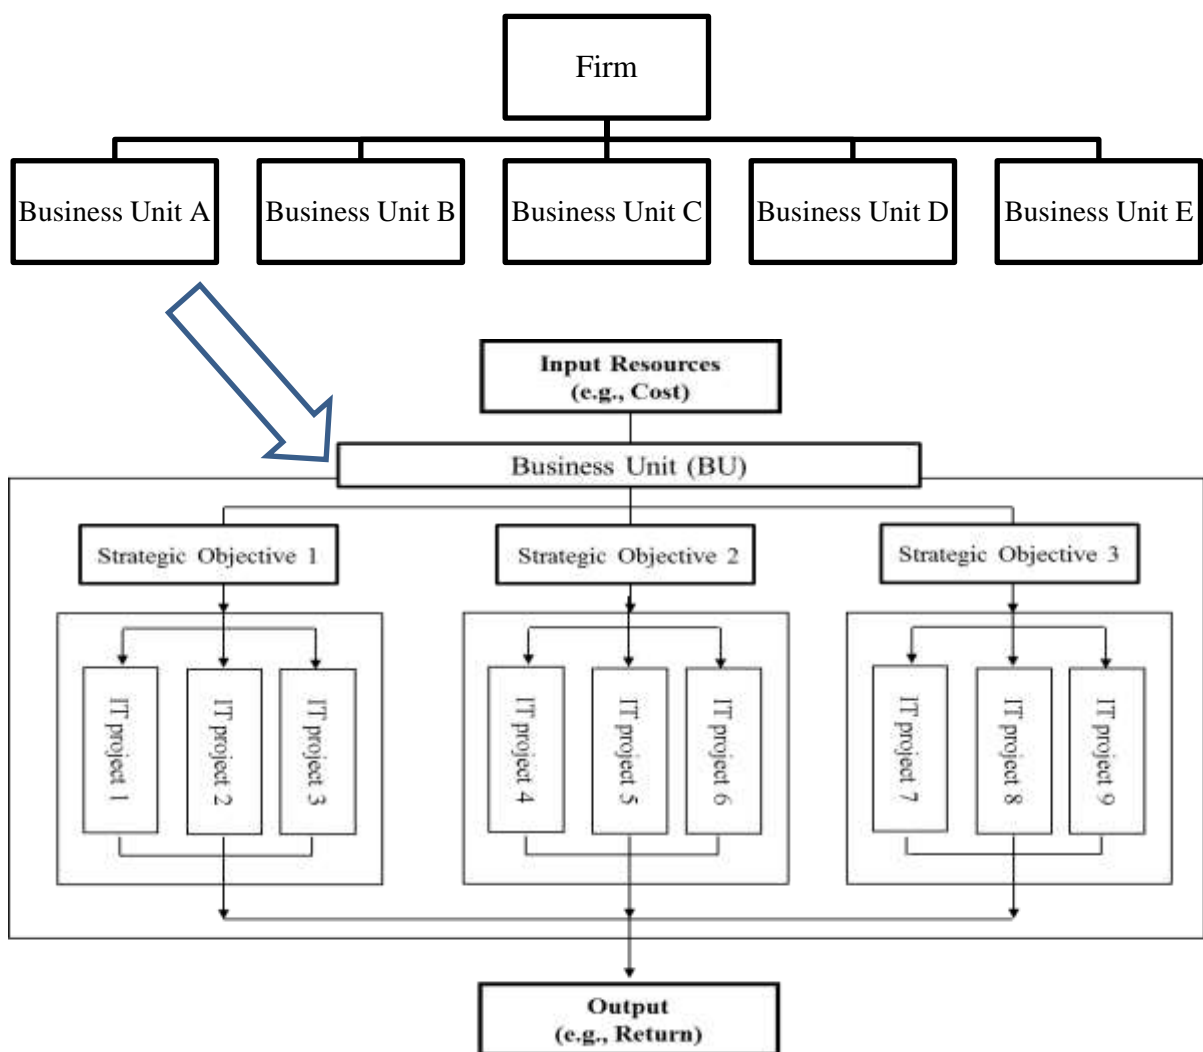 Firm
Business Unit A
Business Unit B
Business Unit C
Business Unit D
Business Unit E
Input Resources
(e.g., Cost)
Business Unit (BU)
Strategic Objective 1
Strategic Objective 2
Strategic Objective 3
IT project 1
IT project 2
IT project 3
IT project 4
IT project 5
IT project 6
IT project 7
IT project 8
IT project 9
Output
(e.g., Return)